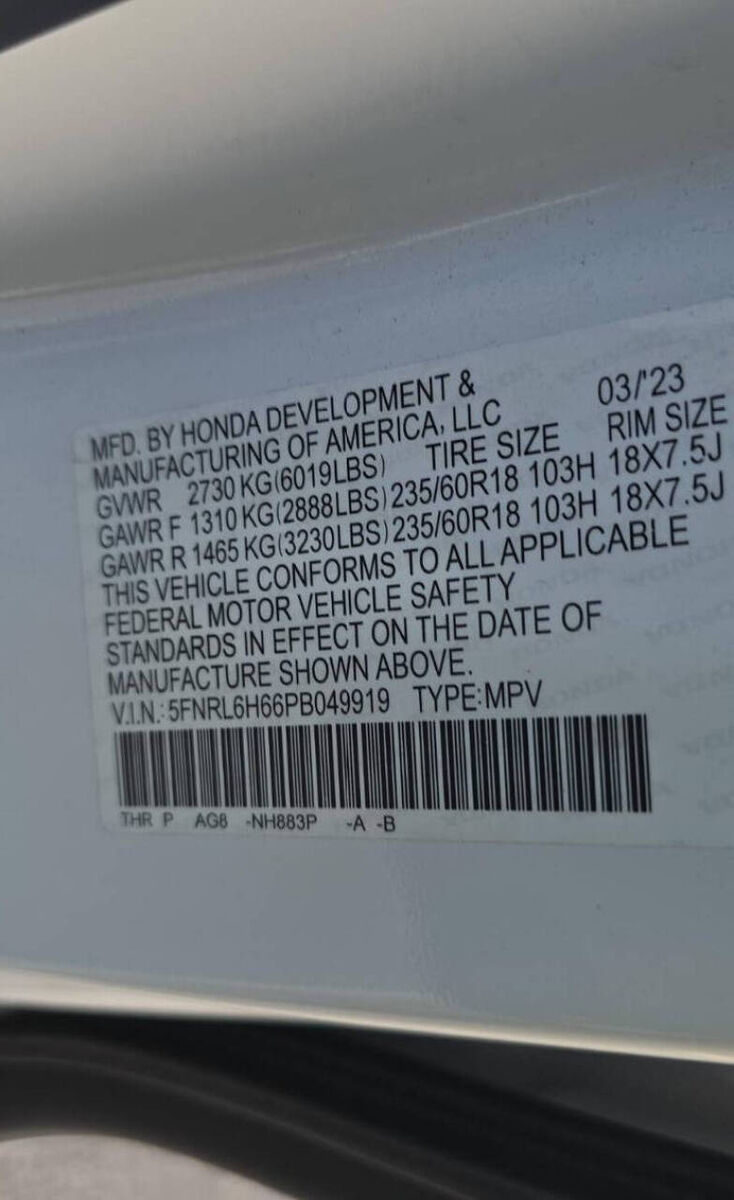 MFD. BY HONDA DEVELOPMENT & 03/'23
MANUFACTURING OF AMERICA, LLC
GVWR 2730 KG(6019LBS) TIRE SIZE RIM SIZE
GAWR F 1310 KG(2888LBS) 235/60R18 103H 18X7.5J
GAWR R 1465 KG(3230LBS) 235/60R18 103H 18X7.5J
THIS VEHICLE CONFORMS TO ALL APPLICABLE
FEDERAL MOTOR VEHICLE SAFETY
STANDARDS IN EFFECT ON THE DATE OF
MANUFACTURE SHOWN ABOVE.
V.I.N.: 5FNRL6H66PB049919 TYPE:MPV
THR P AG8 -NH883P -A -B